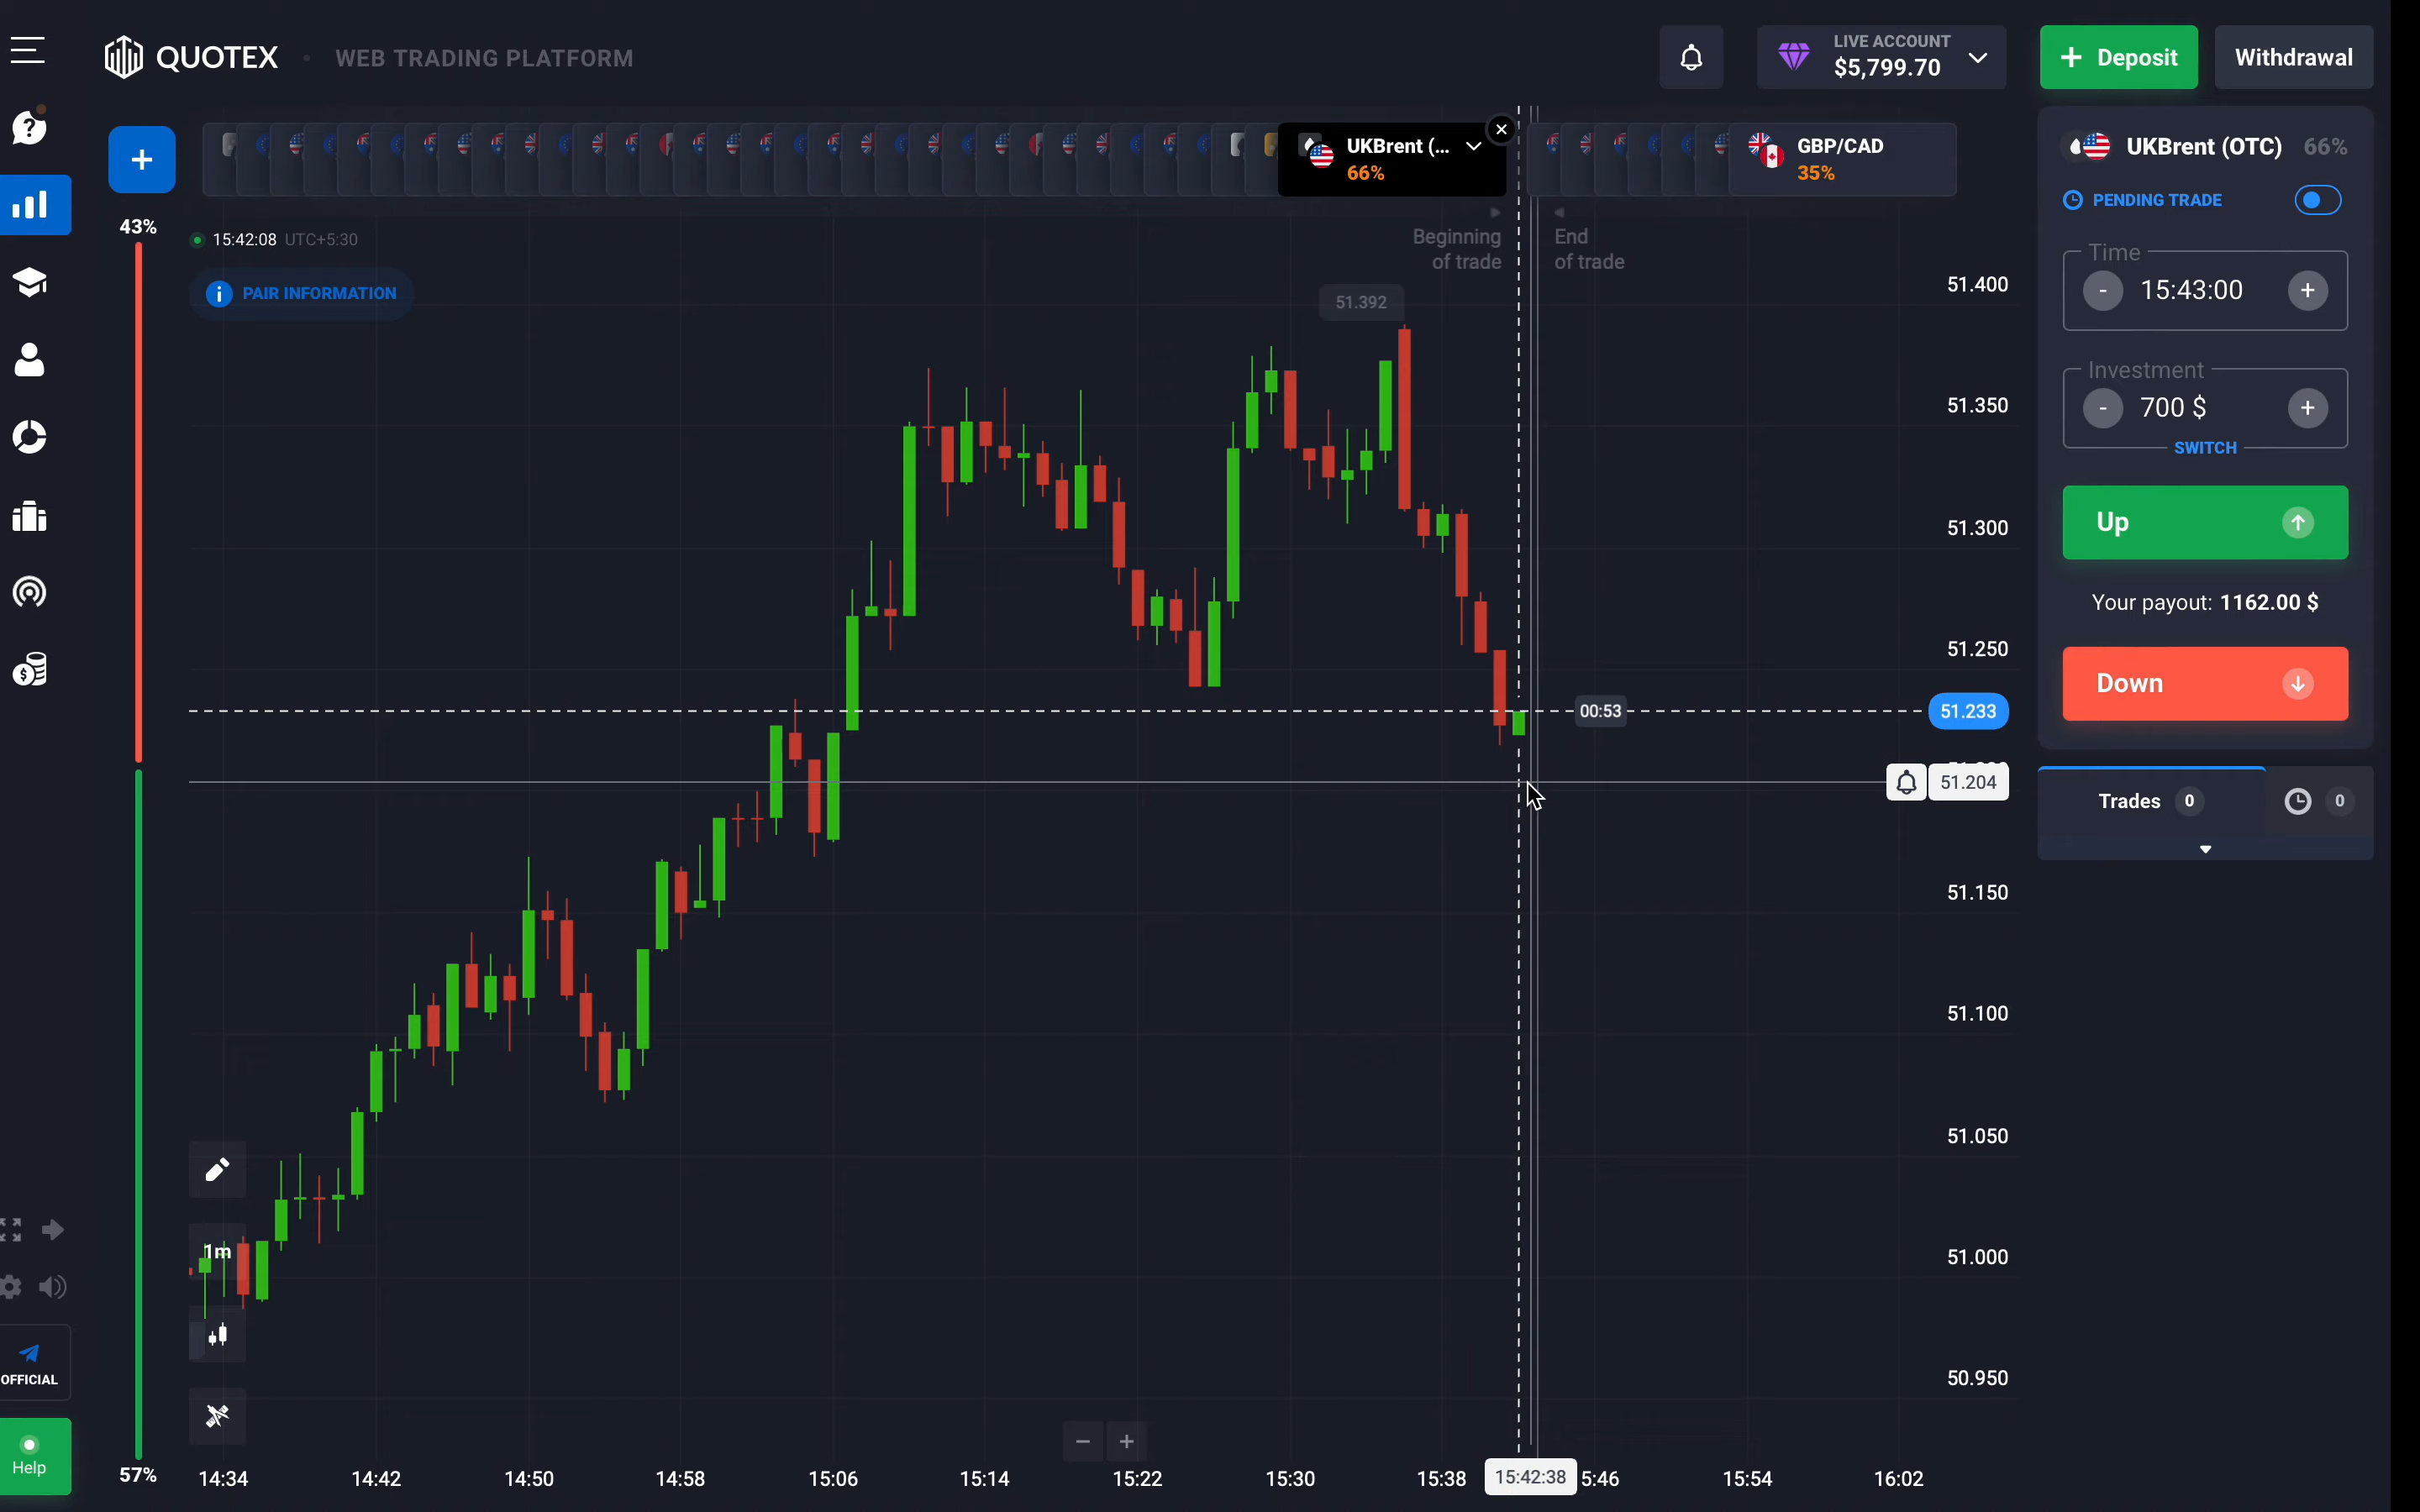 QUOTEX • WEB TRADING PLATFORM
LIVE ACCOUNT
$5,799.70
+ Deposit
Withdrawal
+
UKBrent (...
66%
GBP/CAD
35%
43%
15:42:08 UTC+5:30
PAIR INFORMATION
Beginning
of trade
End
of trade
51.392
51.400
51.350
51.300
51.250
00:53
51.233
51.204
51.150
51.100
51.050
51.000
50.950
1m
OFFICIAL
Help
57%
- +
14:34 14:42 14:50 14:58 15:06 15:14 15:22 15:30 15:38 15:42:38 5:46 15:54 16:02
UKBrent (OTC) 66%
PENDING TRADE
Time
- 15:43:00 +
Investment
- 700 $ +
SWITCH
Up
Your payout: 1162.00 $
Down
Trades 0
0